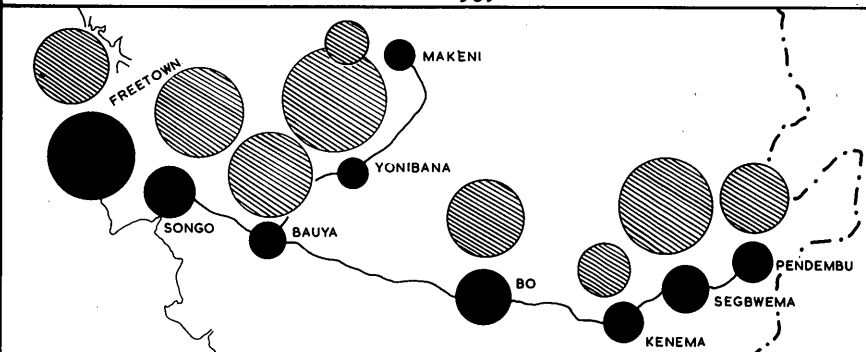 MAKENI
FREETOWN
YONIBANA
SONGO
BAUYA
BO
PENDEMBU
SEGBWEMA
KENEMA